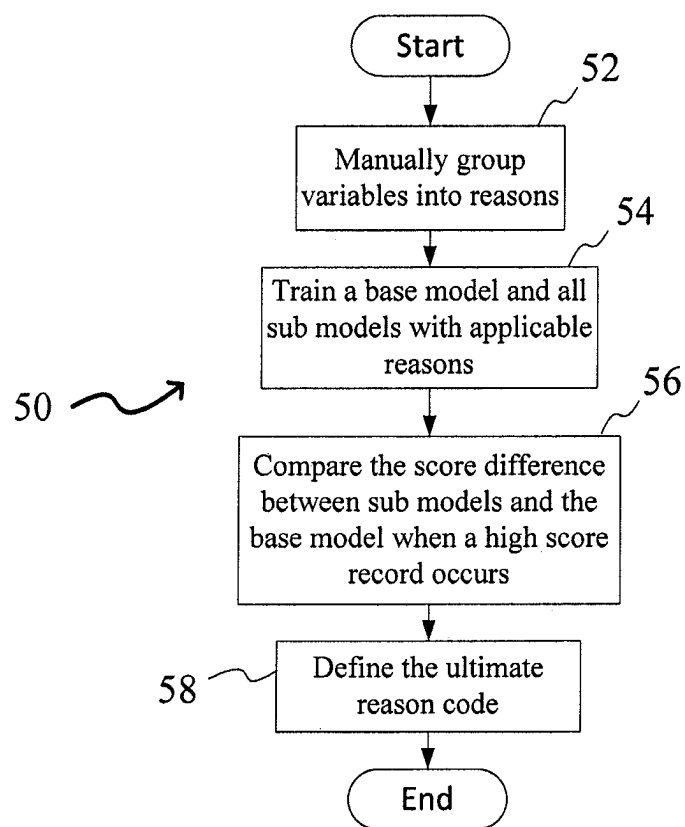 Start
52
Manually group
variables into reasons
54
Train a base model and all
sub models with applicable
reasons
50
56
Compare the score difference
between sub models and the
base model when a high score
record occurs
58
Define the ultimate
reason code
End